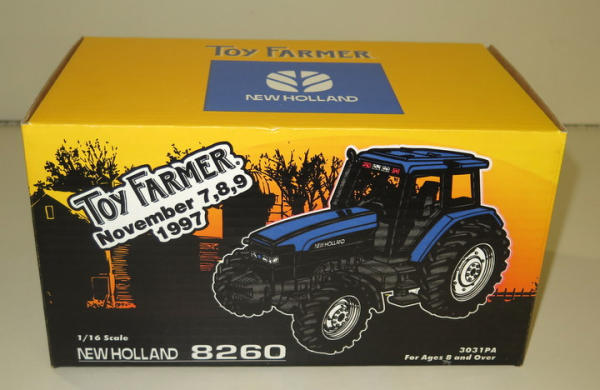 TOY FARMER
NEW HOLLAND
TOY FARMER
November 7,8,9
1997
NEW HOLLAND
1/16 Scale
NEW HOLLAND 8260
3031PA
For Ages 8 and Over